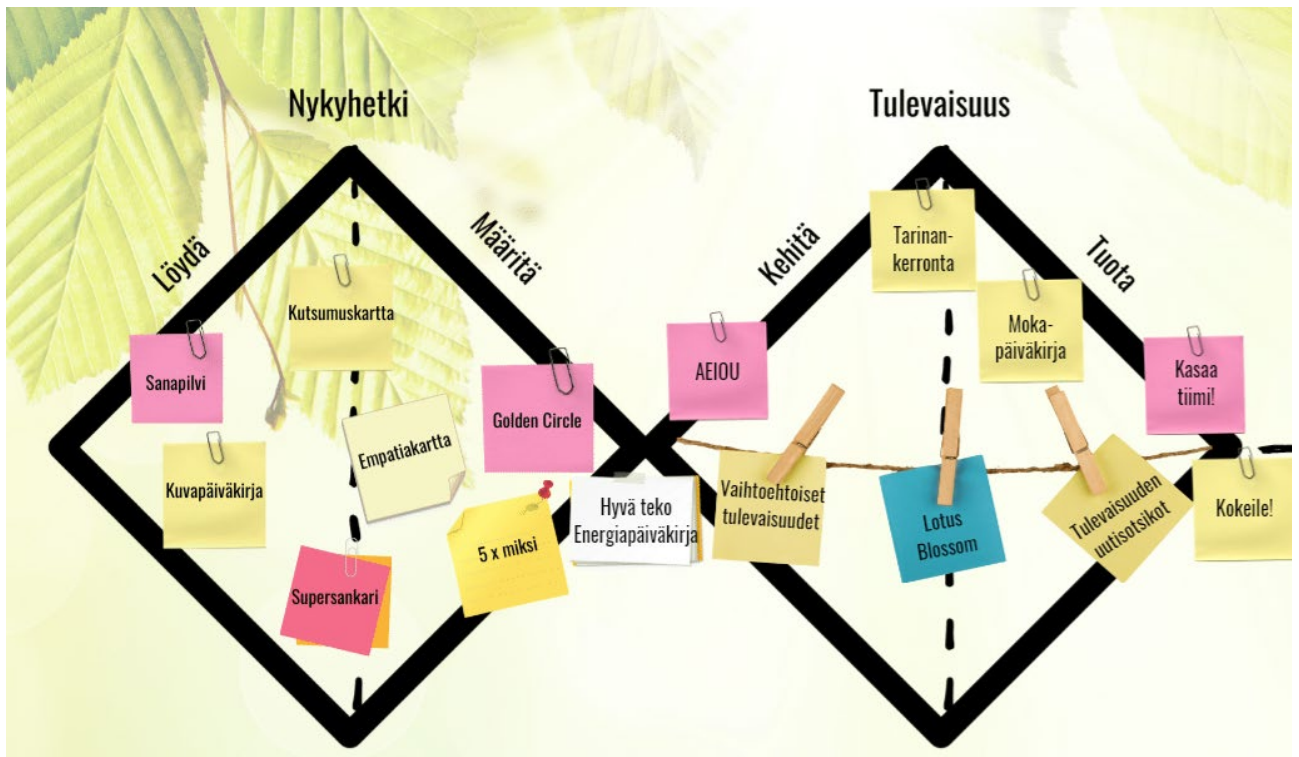 Nykyhetki
Tulevaisuus
Löydä
Määritä
Kehitä
Tuota
Sanapilvi
Kutsumuskartta
Kuvapäiväkirja
Empatiakartta
Supersankari
Golden Circle
5 x miksi
Hyvä teko
Energiapäiväkirja
AEIOU
Vaihtoehtoiset
tulevaisuudet
Tarinan-
kerronta
Moka-
päiväkirja
Lotus
Blossom
Tulevaisuuden
uutisotsikot
Kasaa
tiimi!
Kokeile!